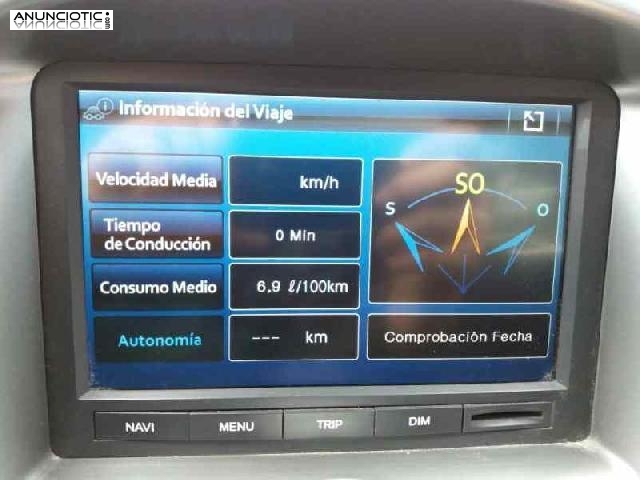 ANUNCIOTIC.com
Información del Viaje
Velocidad Media
km/h
Tiempo
de Conducción
0 Min
Consumo Medio
6.9 ℓ/100km
Autonomía
--- km
SO
S
O
Comprobación Fecha
NAVI
MENU
TRIP
DIM